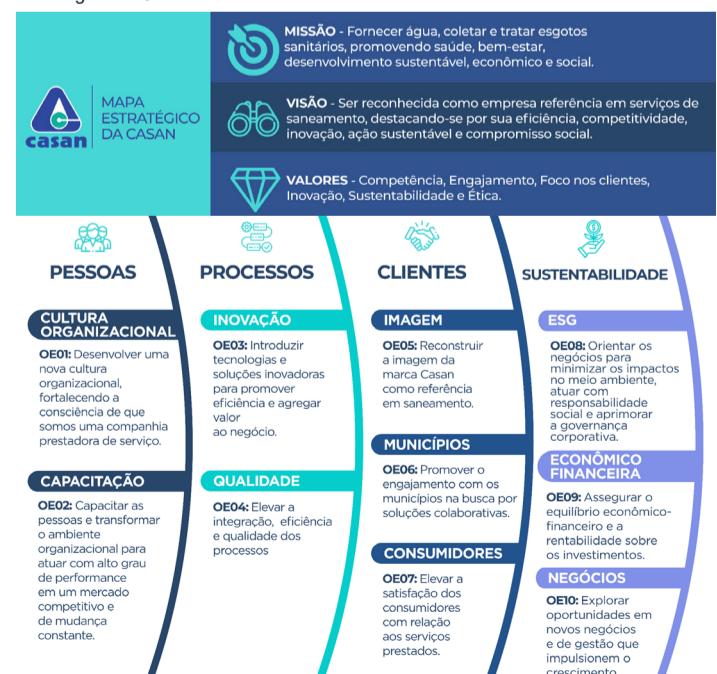 MISSÃO - Fornecer água, coletar e tratar esgotos
sanitários, promovendo saúde, bem-estar,
desenvolvimento sustentável, econômico e social.
casan
MAPA
ESTRATÉGICO
DA CASAN
VISÃO - Ser reconhecida como empresa referência em serviços de
saneamento, destacando-se por sua eficiência, competitividade,
inovação, ação sustentável e compromisso social.
VALORES - Competência, Engajamento, Foco nos clientes,
Inovação, Sustentabilidade e Ética.
PESSOAS
CULTURA
ORGANIZACIONAL
OE01: Desenvolver uma
nova cultura
organizacional,
fortalecendo a
consciência de que
somos uma companhia
prestadora de serviço.
CAPACITAÇÃO
OE02: Capacitar as
pessoas e transformar
o ambiente
organizacional para
atuar com alto grau
de performance
em um mercado
competitivo e
de mudança
constante.
PROCESSOS
INOVAÇÃO
OE03: Introduzir
tecnologias e
soluções inovadoras
para promover
eficiência e agregar
valor
ao negócio.
QUALIDADE
OE04: Elevar a
integração, eficiência
e qualidade dos
processos
CLIENTES
IMAGEM
OE05: Reconstruir
a imagem da
marca Casan
como referência
em saneamento.
MUNICÍPIOS
OE06: Promover o
engajamento com os
municípios na busca por
soluções colaborativas.
CONSUMIDORES
OE07: Elevar a
satisfação dos
consumidores
com relação
aos serviços
prestados.
SUSTENTABILIDADE
ESG
OE08: Orientar os
negócios para
minimizar os impactos
no meio ambiente,
atuar com
responsabilidade
social e aprimorar
a governança
corporativa.
ECONÔMICO
FINANCEIRA
OE09: Assegurar o
equilíbrio econômico-
financeiro e a
rentabilidade sobre
os investimentos.
NEGÓCIOS
OE10: Explorar
oportunidades em
novos negócios
e de gestão que
impulsionem o
crescimento